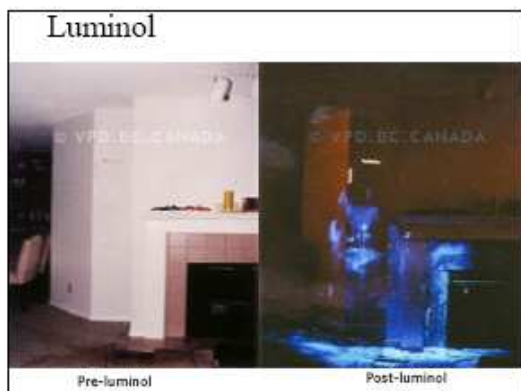 Luminol
© VPD.BC.CANADA
© VPD.BC.CANADA
Pre-luminol
Post-luminol